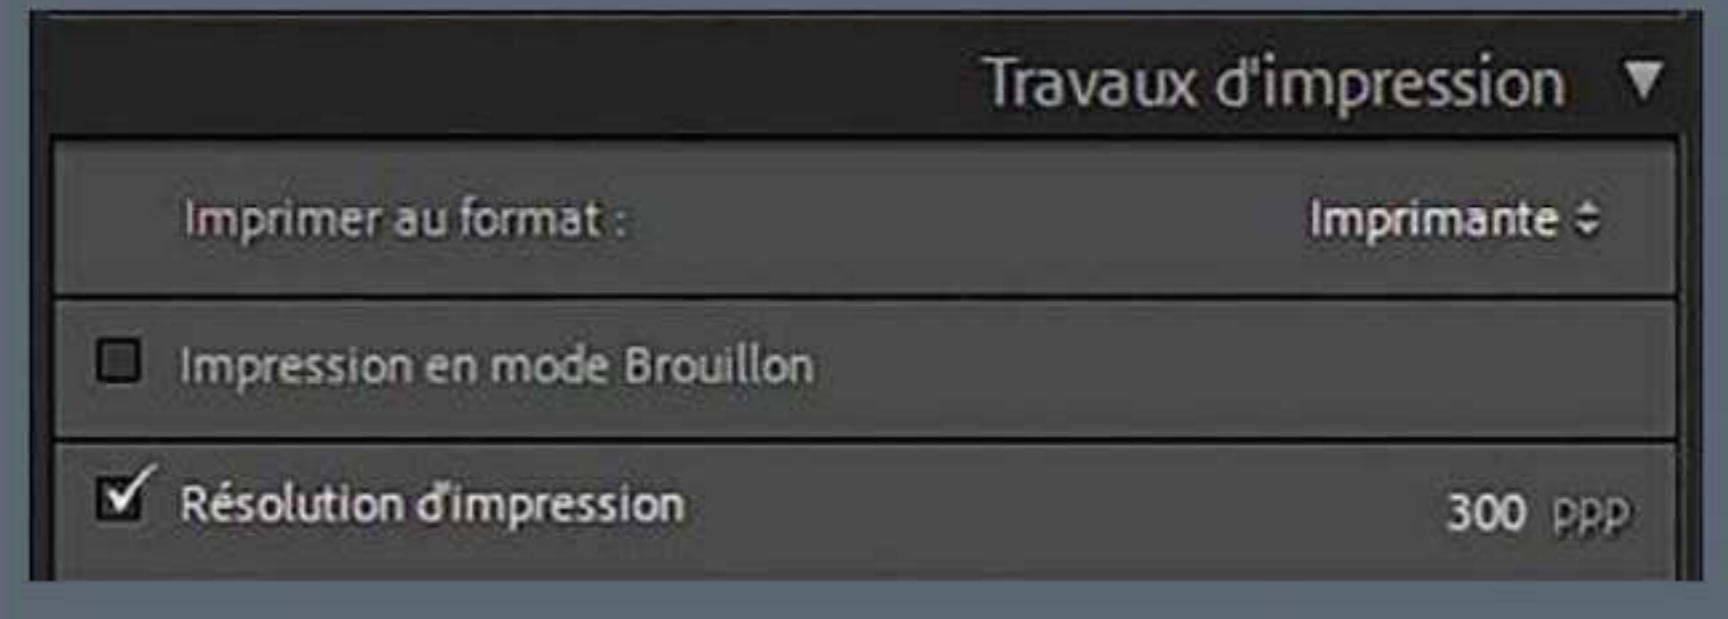 Travaux d'impression
Imprimer au format : Imprimante
Impression en mode Brouillon
Résolution d'impression 300 ppp